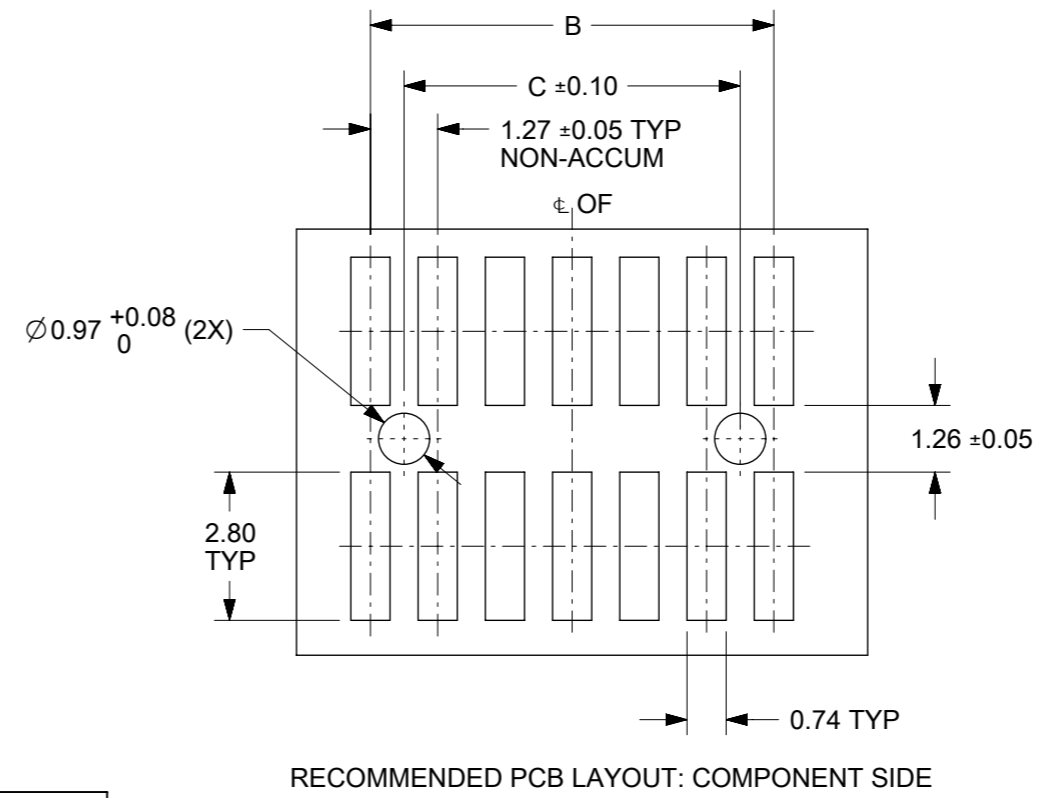 B
C ±0.10
1.27 ±0.05 TYP
NON-ACCUM
℄ OF
∅0.97 +0.08 (2X)
0
1.26 ±0.05
2.80
TYP
0.74 TYP
RECOMMENDED PCB LAYOUT: COMPONENT SIDE